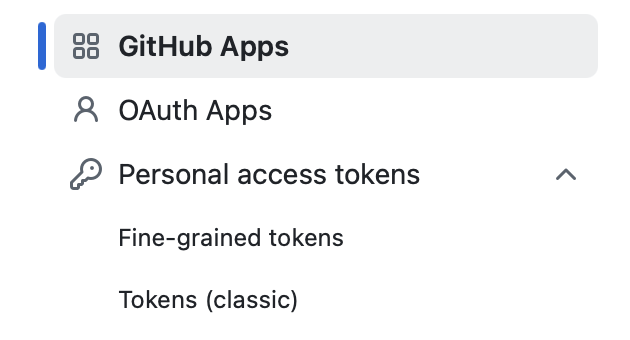 GitHub Apps
OAuth Apps
Personal access tokens
Fine-grained tokens
Tokens (classic)